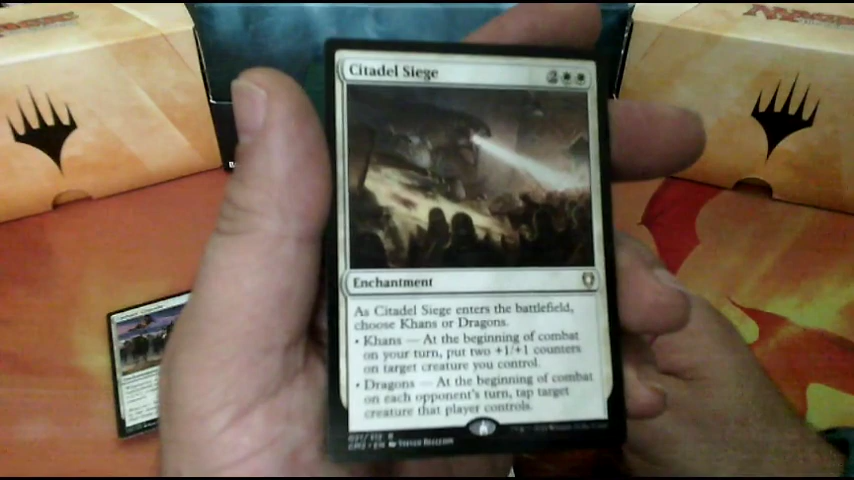 Citadel Siege 2
Enchantment
As Citadel Siege enters the battlefield,
choose Khans or Dragons.
• Khans — At the beginning of combat
on your turn, put two +1/+1 counters
on target creature you control.
• Dragons — At the beginning of combat
on each opponent's turn, tap target
creature that player controls.